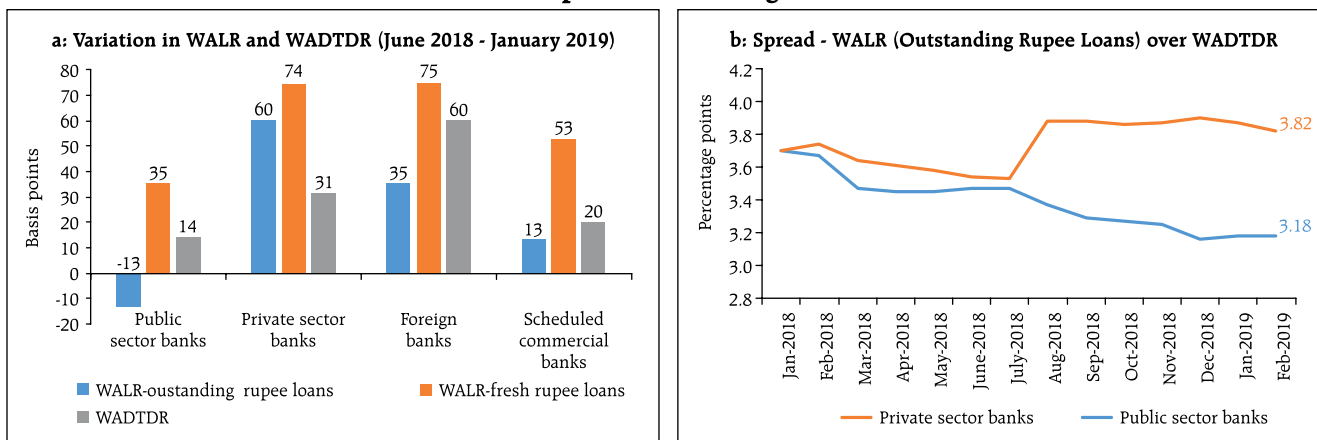 a: Variation in WALR and WADTDR (June 2018 - January 2019)
80
70
60
50
40
30
20
10
0
-10
-20
Basis points
-13
35
14
60
74
31
35
75
60
13
53
20
Public
sector banks
Private sector
banks
Foreign
banks
Scheduled
commercial
banks
WALR-oustanding rupee loans
WALR-fresh rupee loans
WADTDR
b: Spread - WALR (Outstanding Rupee Loans) over WADTDR
4.2
4.0
3.8
3.6
3.4
3.2
3.0
2.8
Percentage points
3.82
3.18
Jan-2018
Feb-2018
Mar-2018
Apr-2018
May-2018
June-2018
July-2018
Aug-2018
Sep-2018
Oct-2018
Nov-2018
Dec-2018
Jan-2019
Feb-2019
Private sector banks
Public sector banks